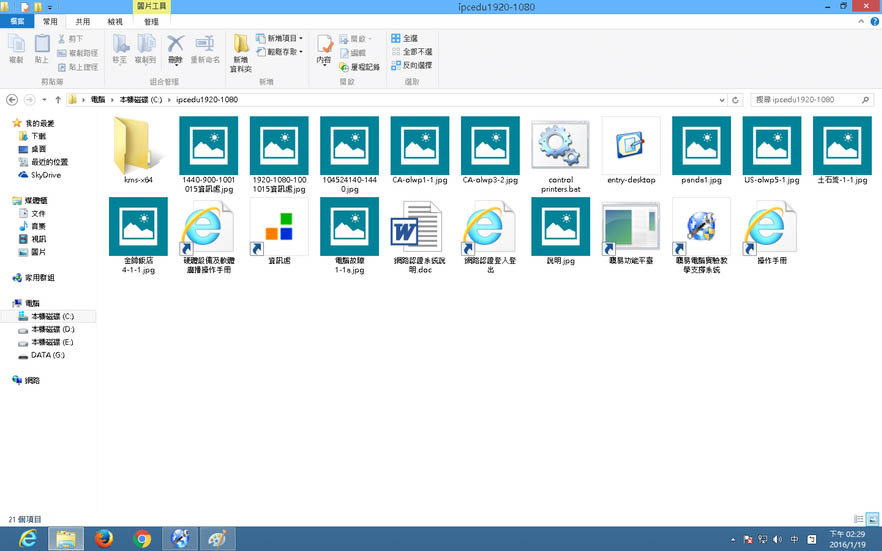 圖片工具
ipcedu1920-1080
檔案
常用
共用
檢視
管理
複製
貼上
剪下
複製路徑
貼上捷徑
剪貼簿
移至
複製到
刪除
重新命名
組合管理
新增
資料夾
新增項目
輕鬆存取
新增
內容
開啟
編輯
歷程記錄
開啟
全選
全部不選
反向選擇
選取
電腦
本機磁碟 (C:)
ipcedu1920-1080
搜尋 ipcedu1920-1080
我的最愛
下載
桌面
最近的位置
SkyDrive
媒體櫃
文件
音樂
視訊
圖片
家用群組
電腦
本機磁碟 (C:)
本機磁碟 (D:)
本機磁碟 (E:)
DATA (G:)
網路
kms-x64
1440-900-1001
015資訊處.jpg
1920-1080-100
1015資訊處.jpg
104524140-144
0.jpg
CA-olwp1-1.jpg
CA-olwp3-2.jpg
control
printers.bat
entry-desktop
panda1.jpg
US-olwp5-1.jpg
土石流-1-1.jpg
金帥飯店
4-1-1.jpg
硬體設備及軟體
廣播操作手冊
資訊處
電腦故障
1-1a.jpg
網路認證系統說
明.doc
網路認證登入登
出
說明.jpg
簡易功能平臺
簡易電腦實驗教
學支撐系統
操作手冊
21 個項目
中
下午 02:29
2016/1/19